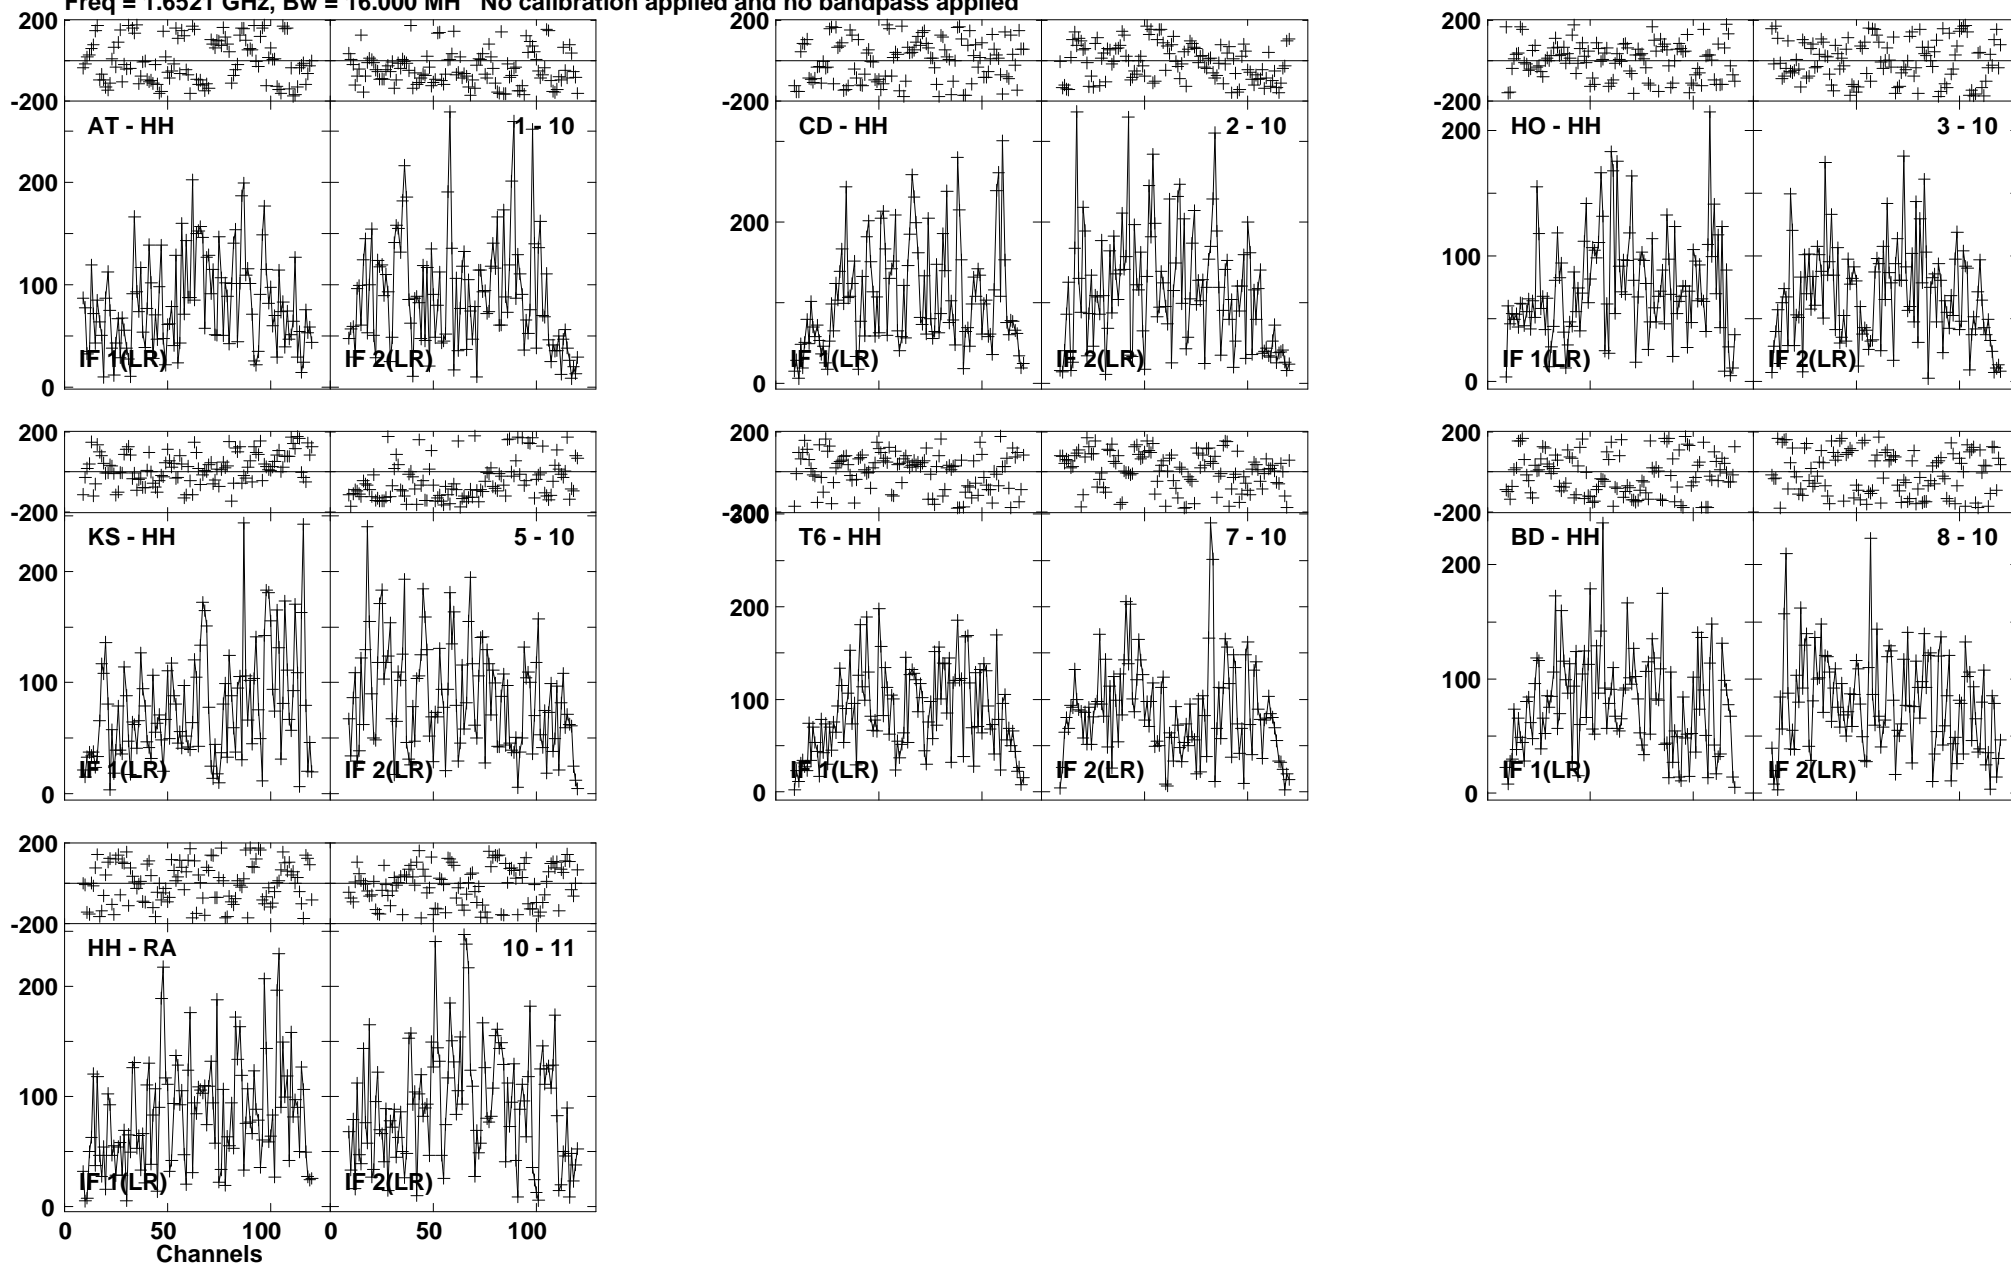 Freq = 1.6521 GHz, Bw = 16.000 MH No calibration applied and no bandpass applied
200
-200
AT - HH
1 - 10
200
100
0
IF 1(LR)
IF 2(LR)
200
-200
CD - HH
2 - 10
200
0
IF 1(LR)
IF 2(LR)
200
-200
HO - HH
3 - 10
200
100
0
IF 1(LR)
IF 2(LR)
200
-200
KS - HH
5 - 10
200
100
0
IF 1(LR)
IF 2(LR)
200
-200
300
T6 - HH
7 - 10
200
100
0
IF 1(LR)
IF 2(LR)
200
-200
BD - HH
8 - 10
200
100
0
IF 1(LR)
IF 2(LR)
200
-200
HH - RA
10 - 11
200
100
0
IF 1(LR)
IF 2(LR)
0 50 100 0 50 100
Channels